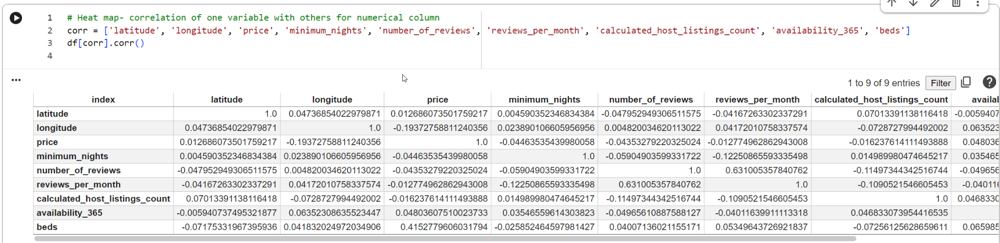 1 # Heat map- correlation of one variable with others for numerical column
2 corr = ['latitude', 'longitude', 'price', 'minimum_nights', 'number_of_reviews', 'reviews_per_month', 'calculated_host_listings_count', 'availability_365', 'beds']
3 df[corr].corr()
4
1 to 9 of 9 entries Filter
index latitude longitude price minimum_nights number_of_reviews reviews_per_month calculated_host_listings_count availal
latitude 1.0 0.04736854022979871 0.012686073501759217 0.004590352346834384 -0.047952949306511575 -0.04167263302337291 0.07013391138116418 -0.0059407
longitude 0.04736854022979871 1.0 -0.19372758811240356 0.023890106605956956 0.004820034620113022 0.04172010758337574 -0.0728727994492002 0.063523
price 0.012686073501759217 -0.19372758811240356 1.0 -0.04463535439980058 -0.04353279220325024 -0.012774962862943008 -0.016237614111493888 0.048036
minimum_nights 0.004590352346834384 0.023890106605956956 -0.04463535439980058 1.0 -0.05904903599331722 -0.12250865593335498 0.014989980474645217 0.035465
number_of_reviews -0.047952949306511575 0.004820034620113022 -0.04353279220325024 -0.05904903599331722 1.0 0.631005357840762 -0.11497344342516744 -0.049656
reviews_per_month -0.04167263302337291 0.04172010758337574 -0.012774962862943008 -0.12250865593335498 0.631005357840762 1.0 -0.1090521546605453 -0.04011
calculated_host_listings_count 0.07013391138116418 -0.0728727994492002 -0.016237614111493888 0.014989980474645217 -0.11497344342516744 -0.1090521546605453 1.0 0.046833
availability_365 -0.005940737495321877 0.06352308635523447 0.04803607510023733 0.03546559614303823 -0.04965610887588127 -0.04011639911113318 0.046833073954416535
beds -0.07175331967395936 0.041832024972034906 0.4152779606031794 -0.025852464597981427 0.04007136021155171 0.05349643726921837 -0.07256125628659611 0.065985